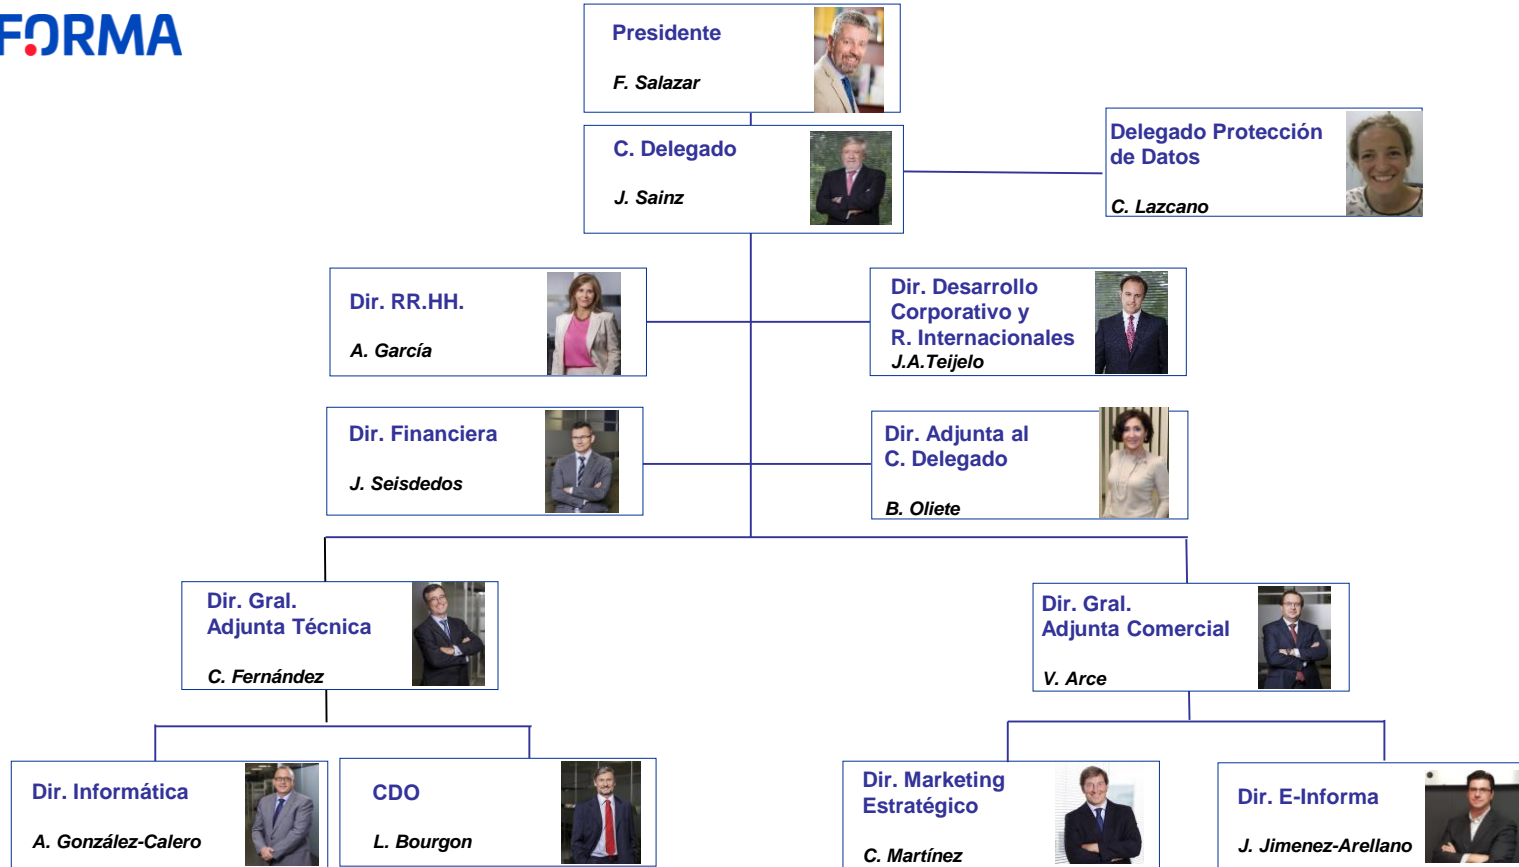 FORMA
Presidente
F. Salazar
C. Delegado
J. Sainz
Delegado Protección
de Datos
C. Lazcano
Dir. RR.HH.
A. García
Dir. Desarrollo
Corporativo y
R. Internacionales
J.A.Teijelo
Dir. Financiera
J. Seisdedos
Dir. Adjunta al
C. Delegado
B. Oliete
Dir. Gral.
Adjunta Técnica
C. Fernández
Dir. Gral.
Adjunta Comercial
V. Arce
Dir. Informática
A. González-Calero
CDO
L. Bourgon
Dir. Marketing
Estratégico
C. Martínez
Dir. E-Informa
J. Jimenez-Arellano